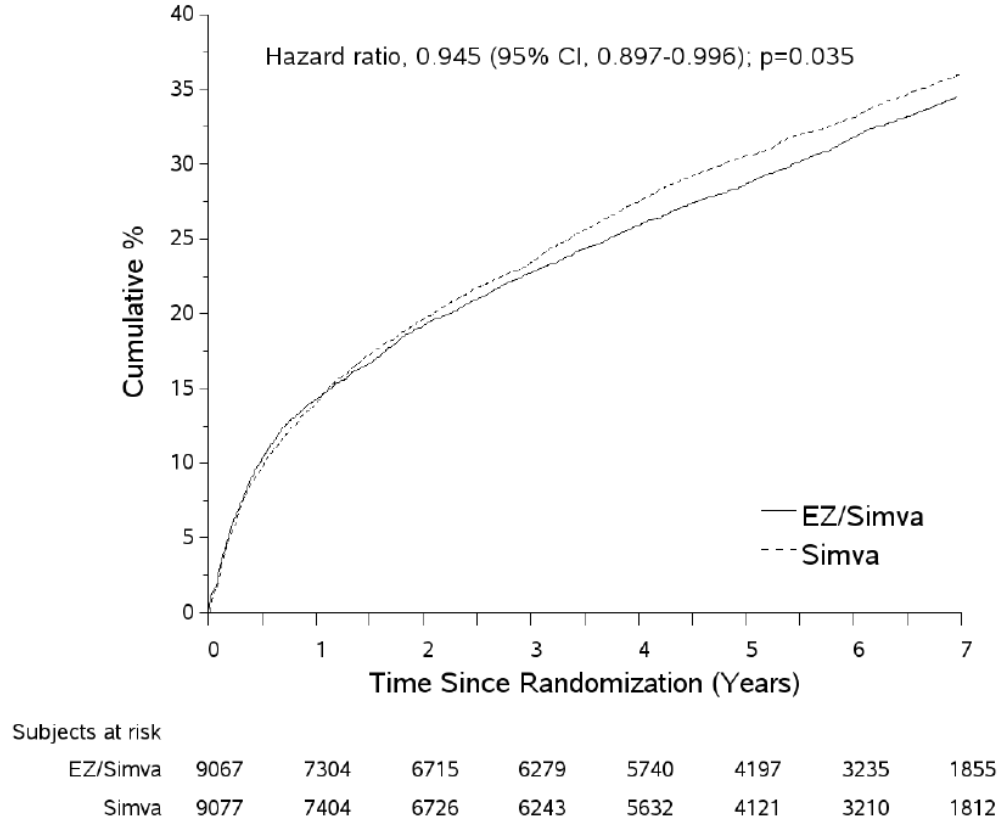 40
Hazard ratio, 0.945 (95% CI, 0.897-0.996); p=0.035
35
30
25
20
15
10
5
0
Cumulative %
EZ/Simva
Simva
0 1 2 3 4 5 6 7
Time Since Randomization (Years)
Subjects at risk
EZ/Simva 9067 7304 6715 6279 5740 4197 3235 1855
Simva 9077 7404 6726 6243 5632 4121 3210 1812